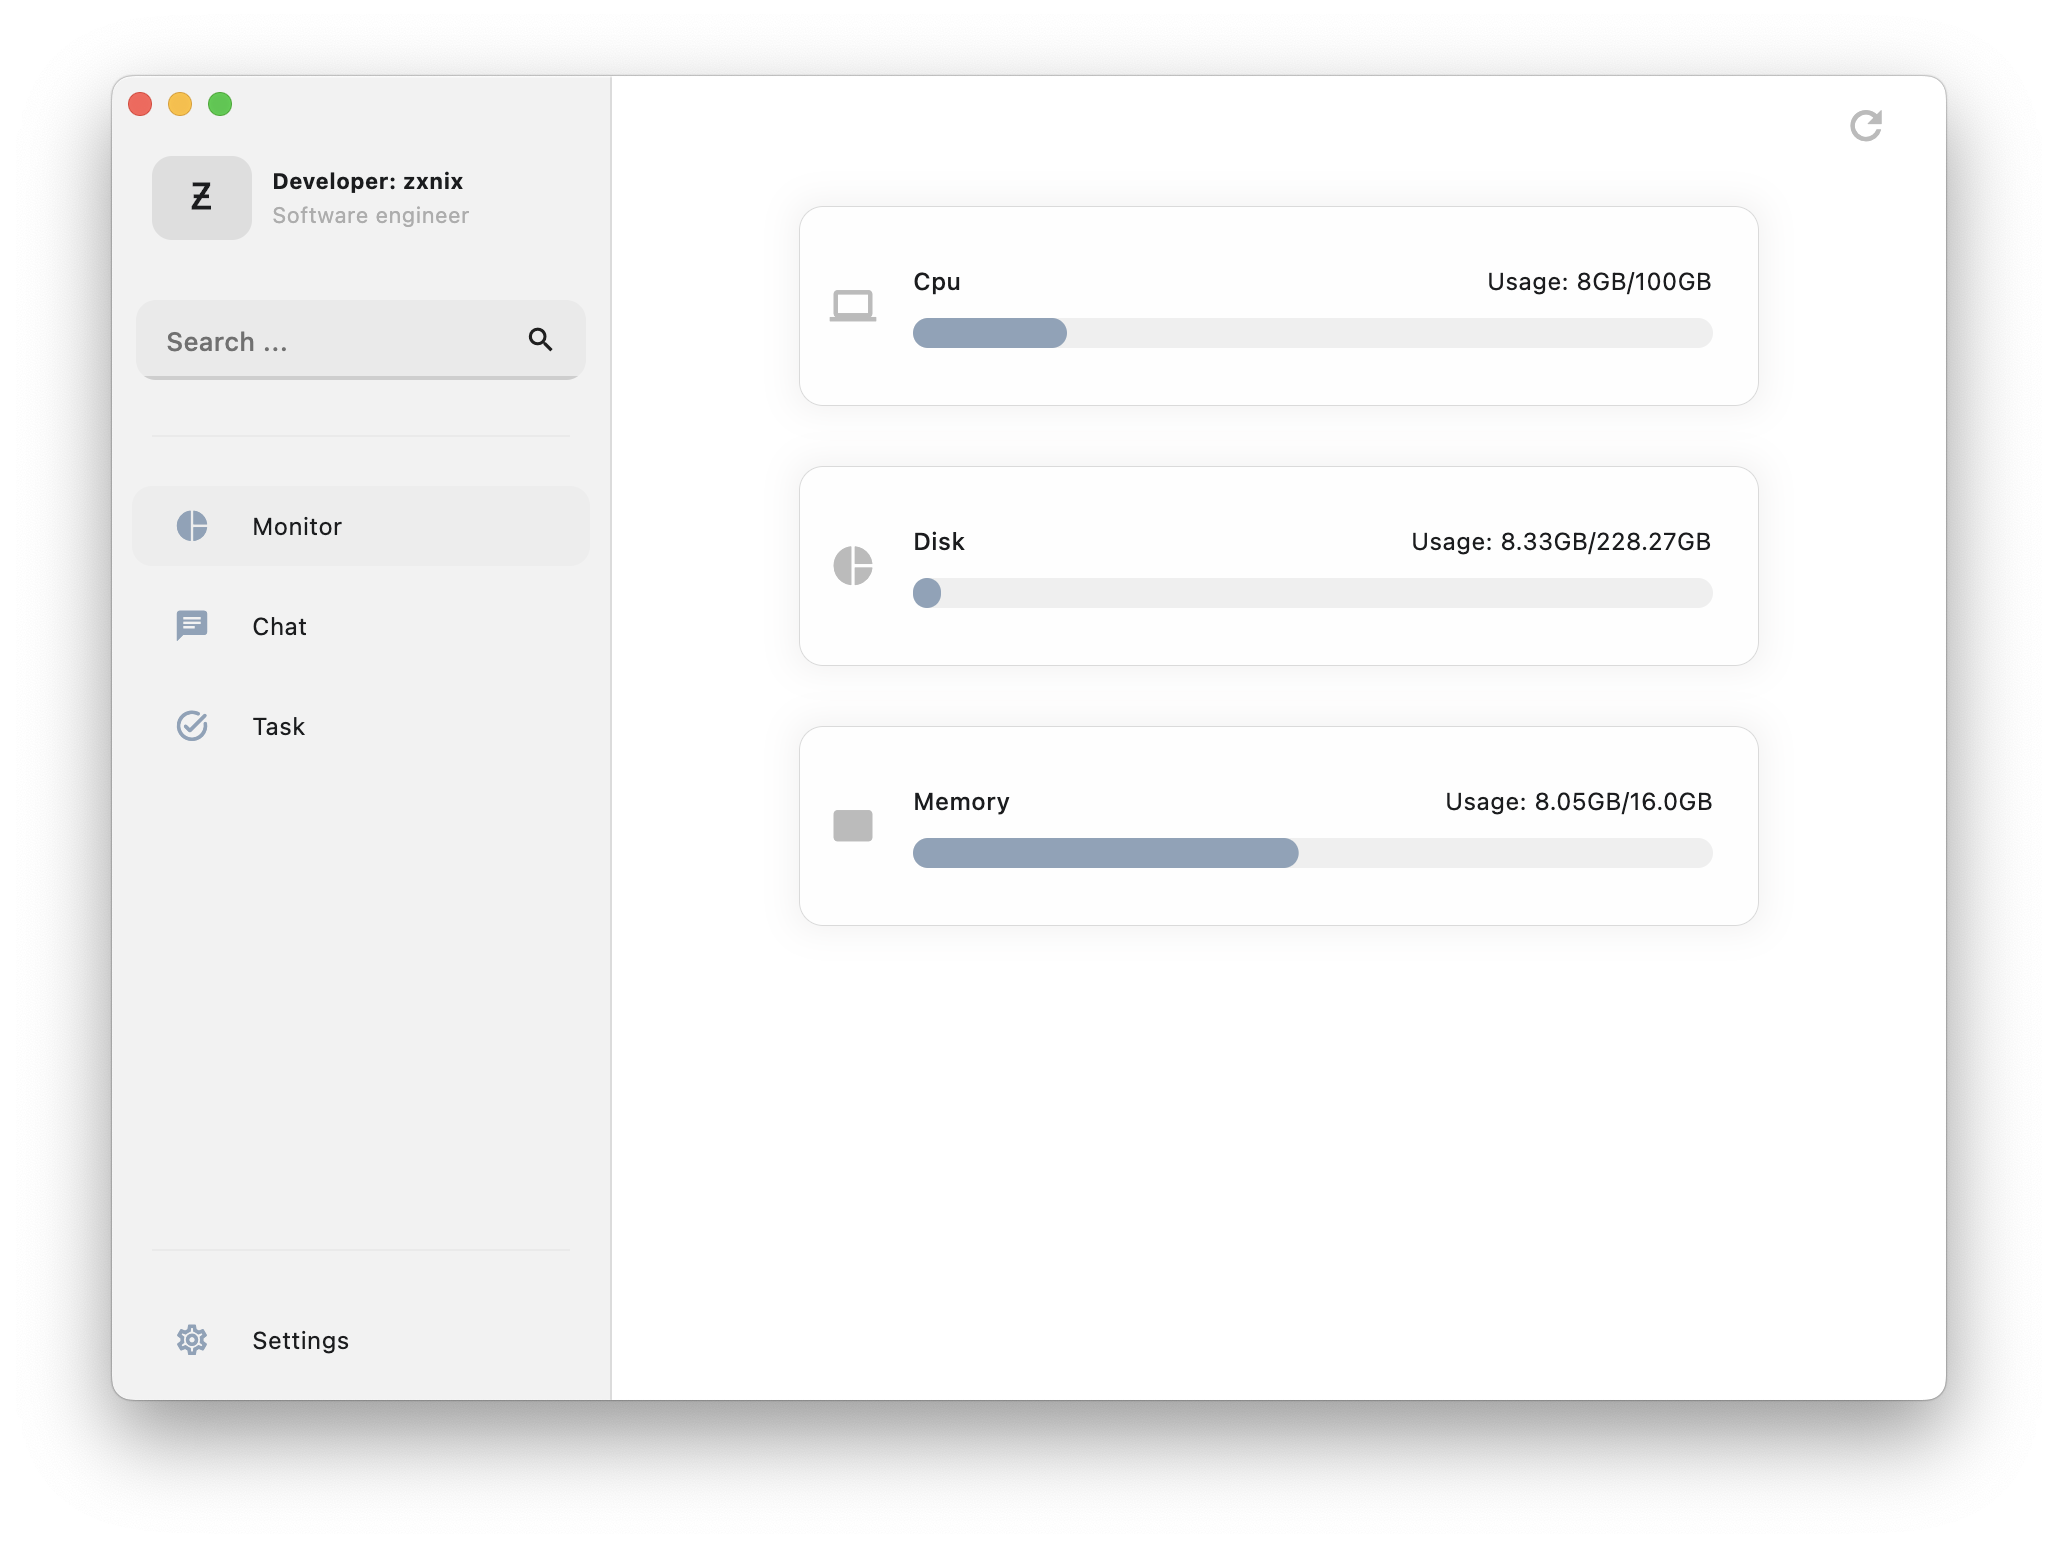 Ƶ
Developer: zxnix
Software engineer
Search ...
Monitor
Chat
Task
Settings
Cpu
Usage: 8GB/100GB
Disk
Usage: 8.33GB/228.27GB
Memory
Usage: 8.05GB/16.0GB